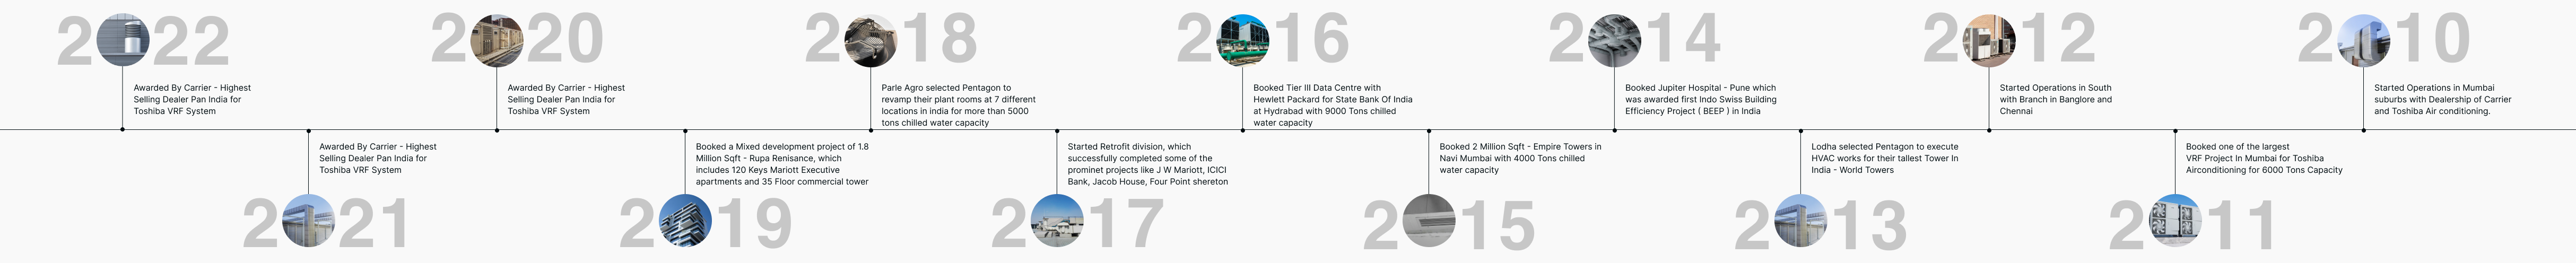 2022
Awarded By Carrier - Highest
Selling Dealer Pan India for
Toshiba VRF System
Awarded By Carrier - Highest
Selling Dealer Pan India for
Toshiba VRF System
2021
2020
Awarded By Carrier - Highest
Selling Dealer Pan India for
Toshiba VRF System
Booked a Mixed development project of 1.8
Million Sqft - Rupa Renisance, which
includes 120 Keys Mariott Executive
apartments and 35 Floor commercial tower
2019
2018
Parle Agro selected Pentagon to
revamp their plant rooms at 7 different
locations in india for more than 5000
tons chilled water capacity
Started Retrofit division, which
successfully completed some of the
prominet projects like J W Mariott, ICICI
Bank, Jacob House, Four Point shereton
2017
2016
Booked Tier III Data Centre with
Hewlett Packard for State Bank Of India
at Hydrabad with 9000 Tons chilled
water capacity
Booked 2 Million Sqft - Empire Towers in
Navi Mumbai with 4000 Tons chilled
water capacity
2015
2014
Booked Jupiter Hospital - Pune which
was awarded first Indo Swiss Building
Efficiency Project ( BEEP ) in India
Lodha selected Pentagon to execute
HVAC works for their tallest Tower In
India - World Towers
2013
2012
Started Operations in South
with Branch in Banglore and
Chennai
Booked one of the largest
VRF Project In Mumbai for Toshiba
Airconditioning for 6000 Tons Capacity
2011
2010
Started Operations in Mumbai
suburbs with Dealership of Carrier
and Toshiba Air conditioning.